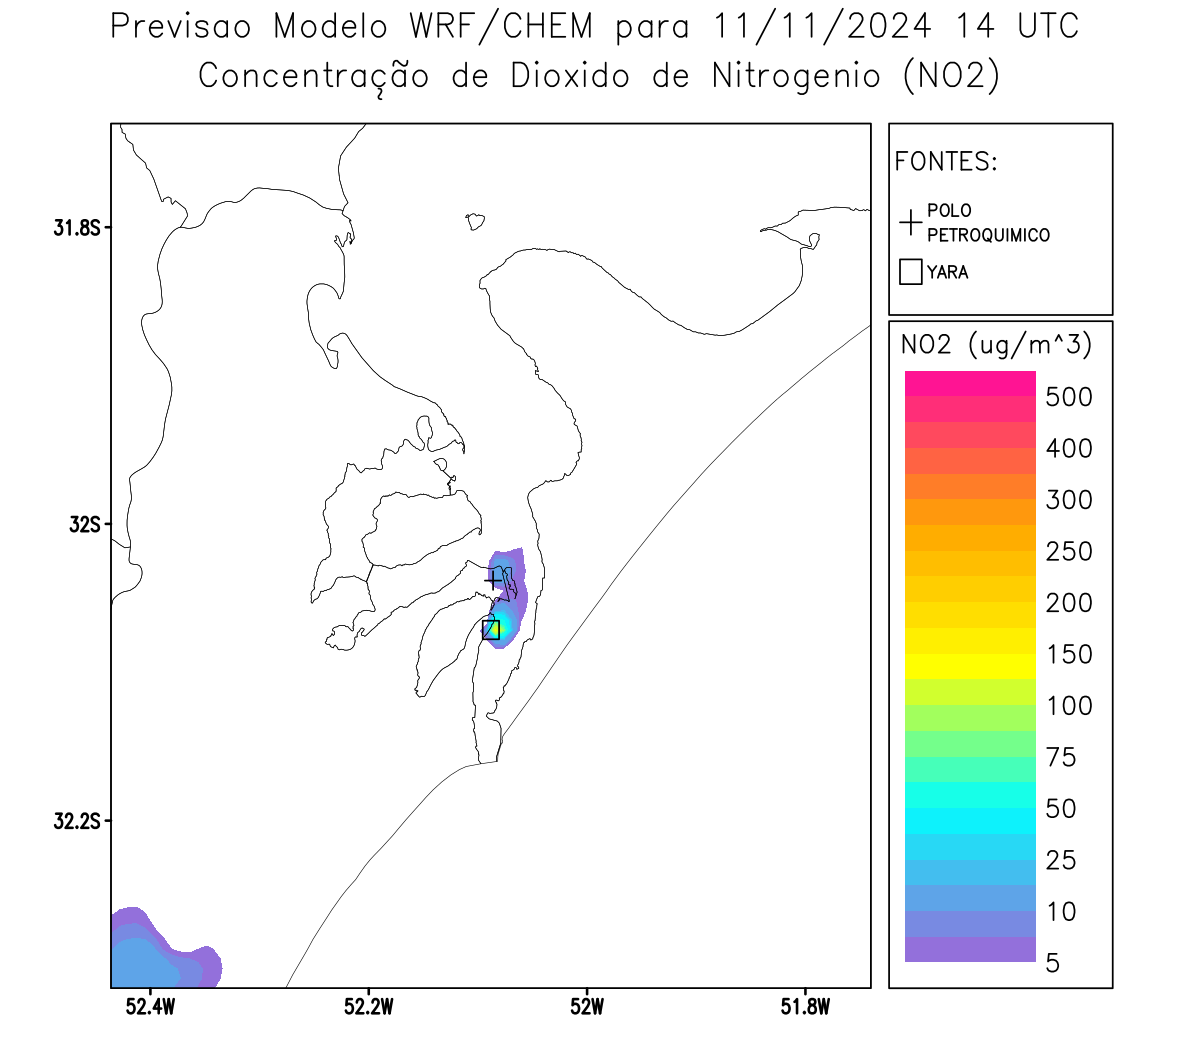 Previsao Modelo WRF/CHEM para 11/11/2024 14 UTC
Concentração de Dioxido de Nitrogenio (NO2)
FONTES:
POLO
PETROQUIMICO
YARA
NO2 (ug/m^3)
500
400
300
250
200
150
100
75
50
25
10
5
31.8S
32S
32.2S
52.4W
52.2W
52W
51.8W